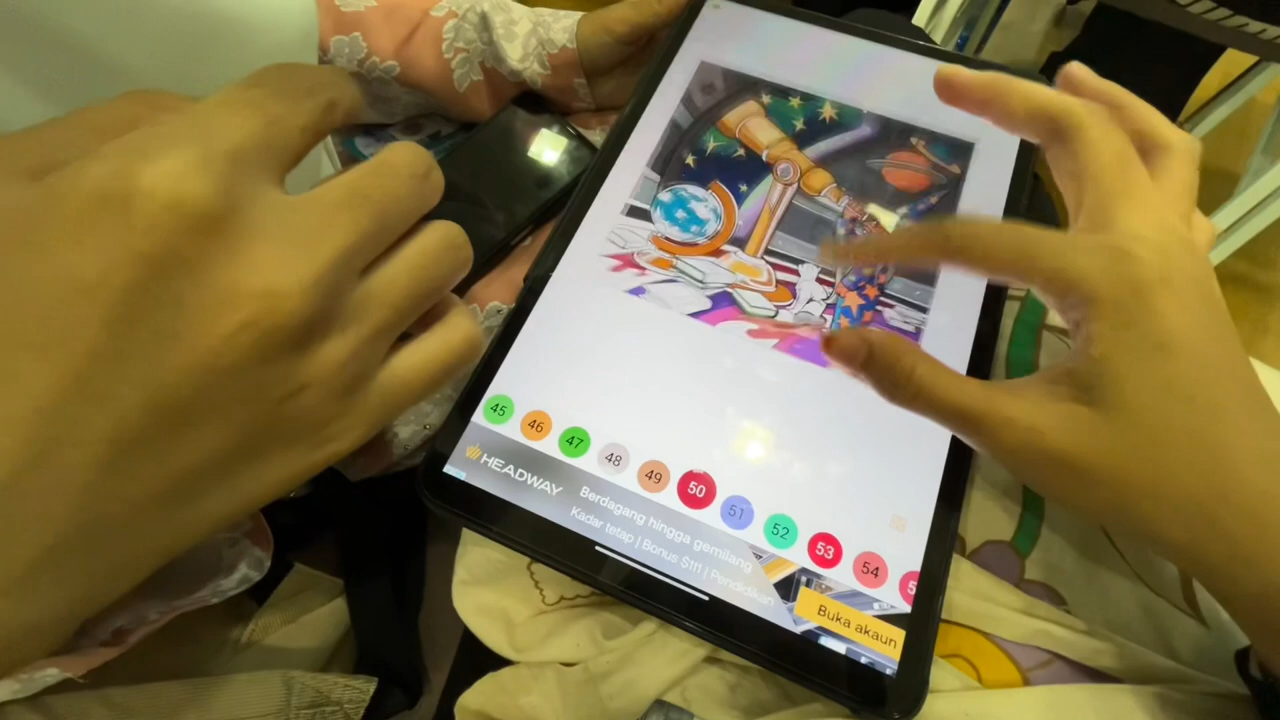 45
46
47
48
49
50
51
52
53
54
5
HEADWAY
Berdagang hingga gemilang
Kadar tetap | Bonus $111 | Pendidikan
Buka akaun